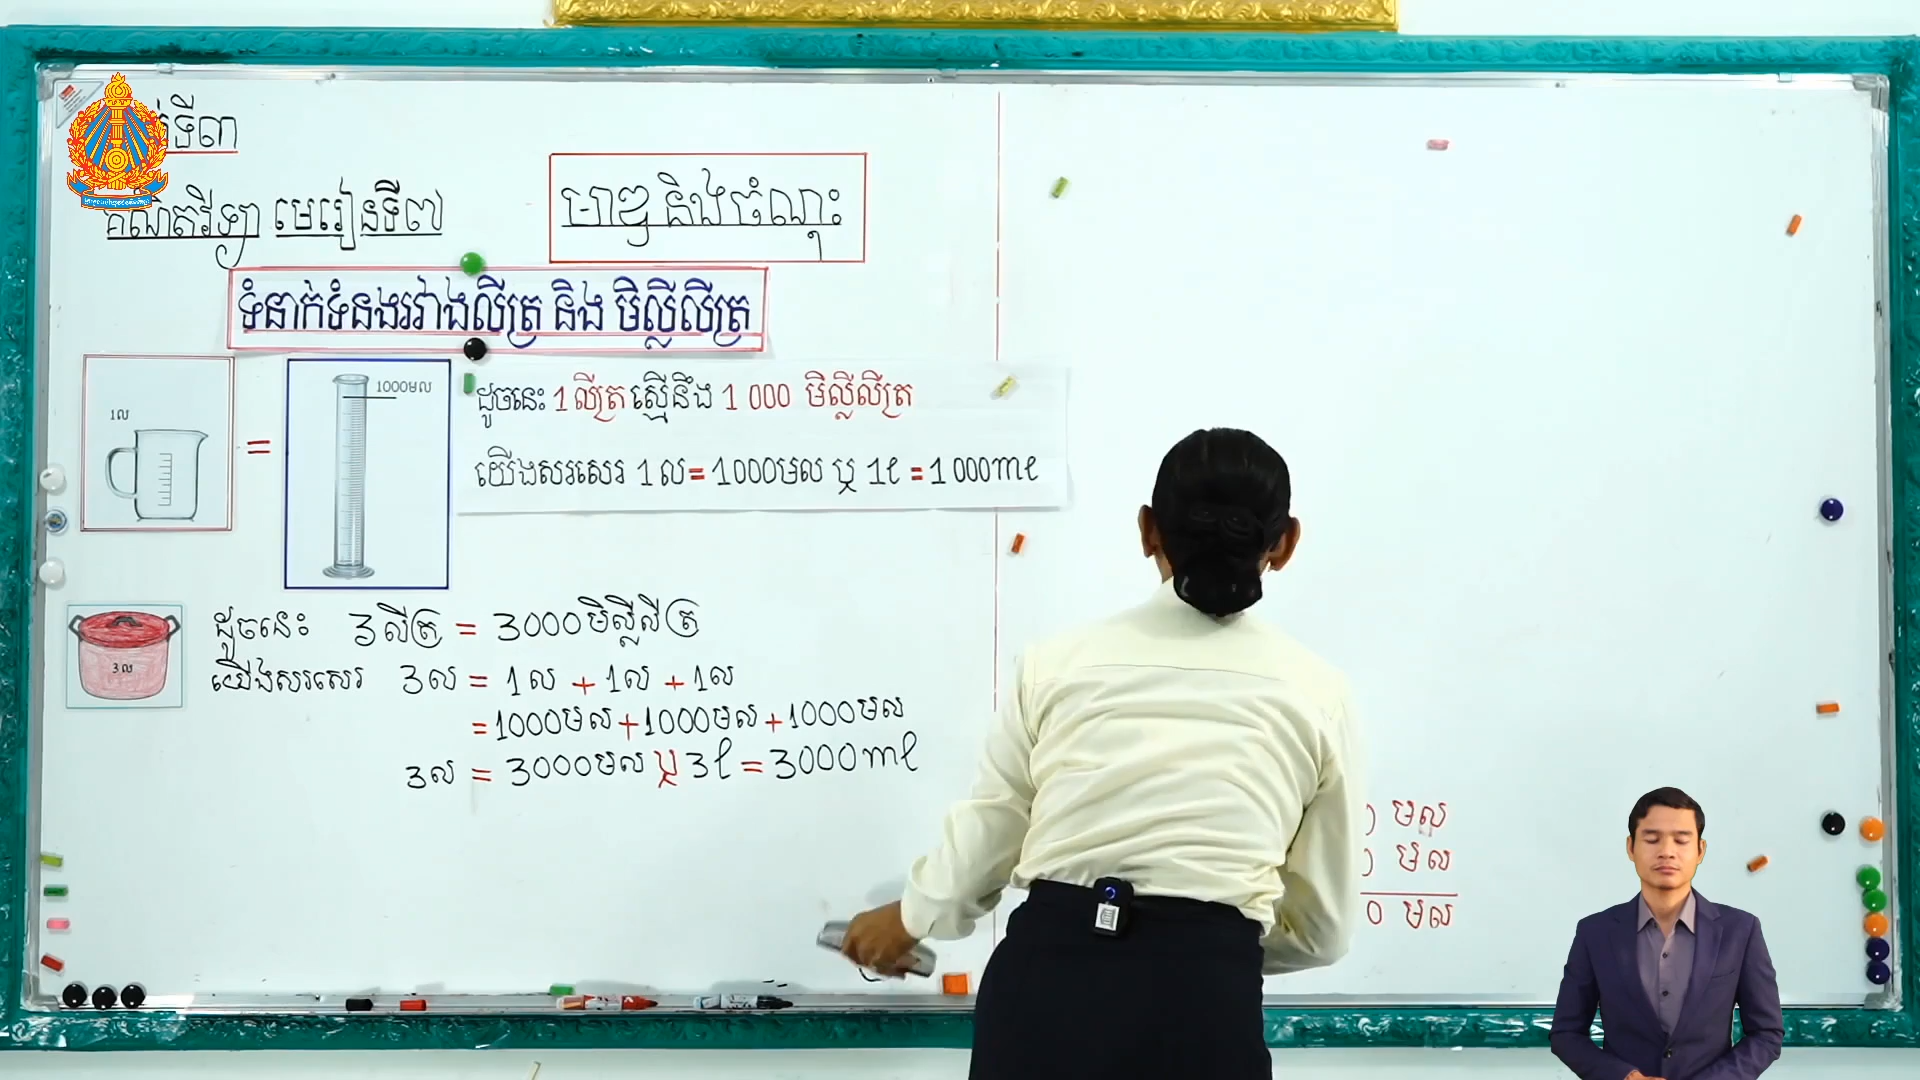 ទី៣
គណិតវិទ្យា មេរៀនទី៧
មាឌ និងចំណុះ
ទំនាក់ទំនងរវាងលីត្រ និង មិល្លីលីត្រ
1ល
=
1000មល
ដូចនេះ 1 លីត្រ ស្មើនឹង 1 000 មិល្លីលីត្រ
យើងសរសេរ 1 ល = 1000មល ឬ 1ℓ = 1 000mℓ
3 ល
ដូចនេះ 3លីត្រ = 3000មិល្លីលីត្រ
យើងសរសេរ 3ល = 1ល + 1ល + 1ល
= 1000មល + 1000មល + 1000មល
3ល = 3000មល ឬ 3ℓ = 3000mℓ
មល
មល
0 មល